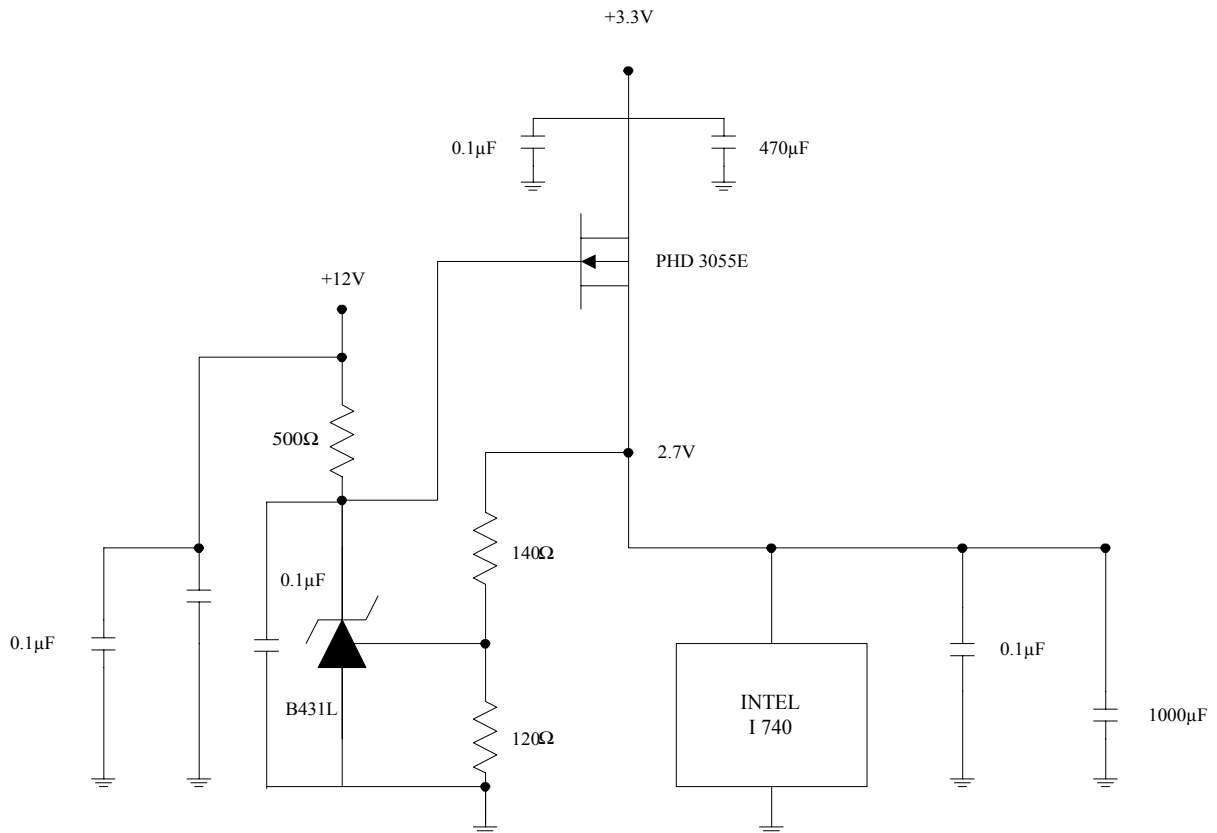 +3.3V
0.1µF
470µF
PHD 3055E
+12V
500Ω
2.7V
140Ω
0.1µF
0.1µF
0.1µF
B431L
INTEL
I 740
120Ω
1000µF